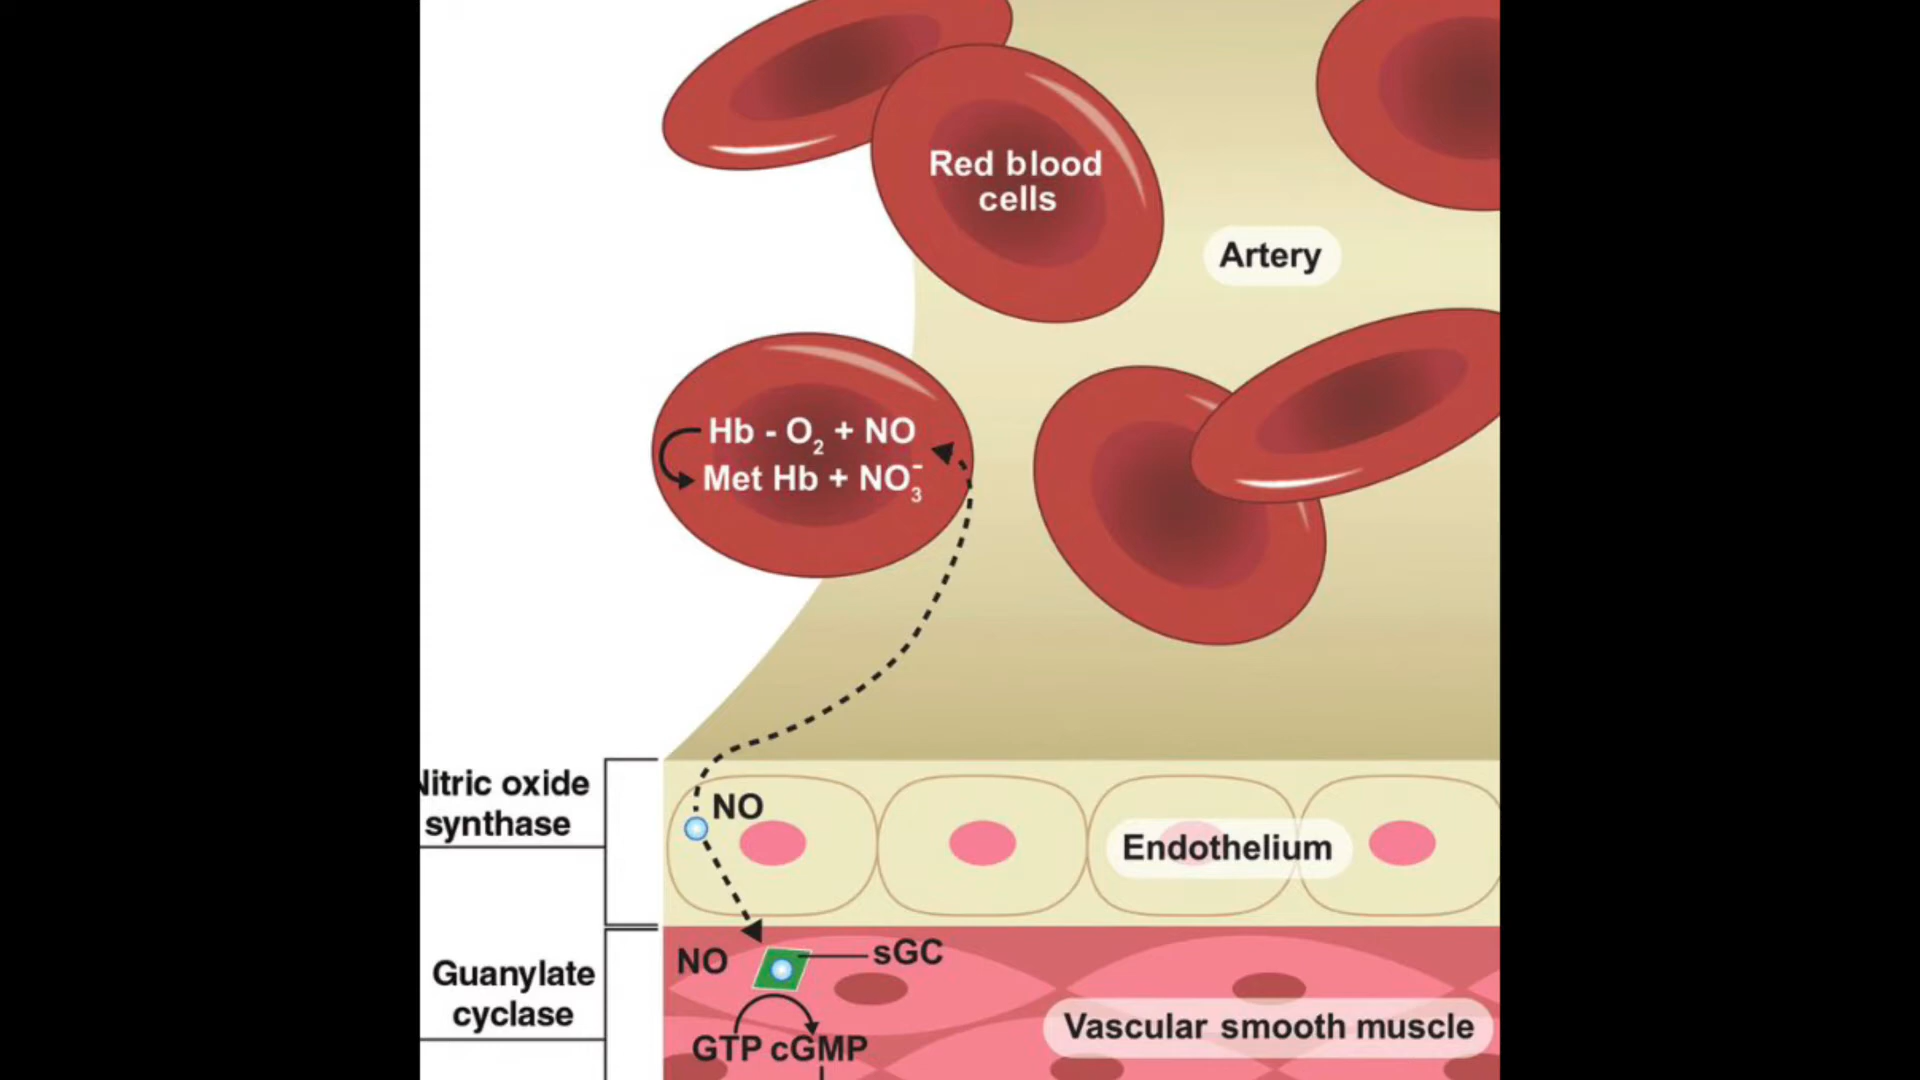 Red blood
cells
Artery
Hb - O₂ + NO
Met Hb + NO₃⁻
Nitric oxide
synthase
NO
Endothelium
NO
sGC
Guanylate
cyclase
Vascular smooth muscle
GTP cGMP